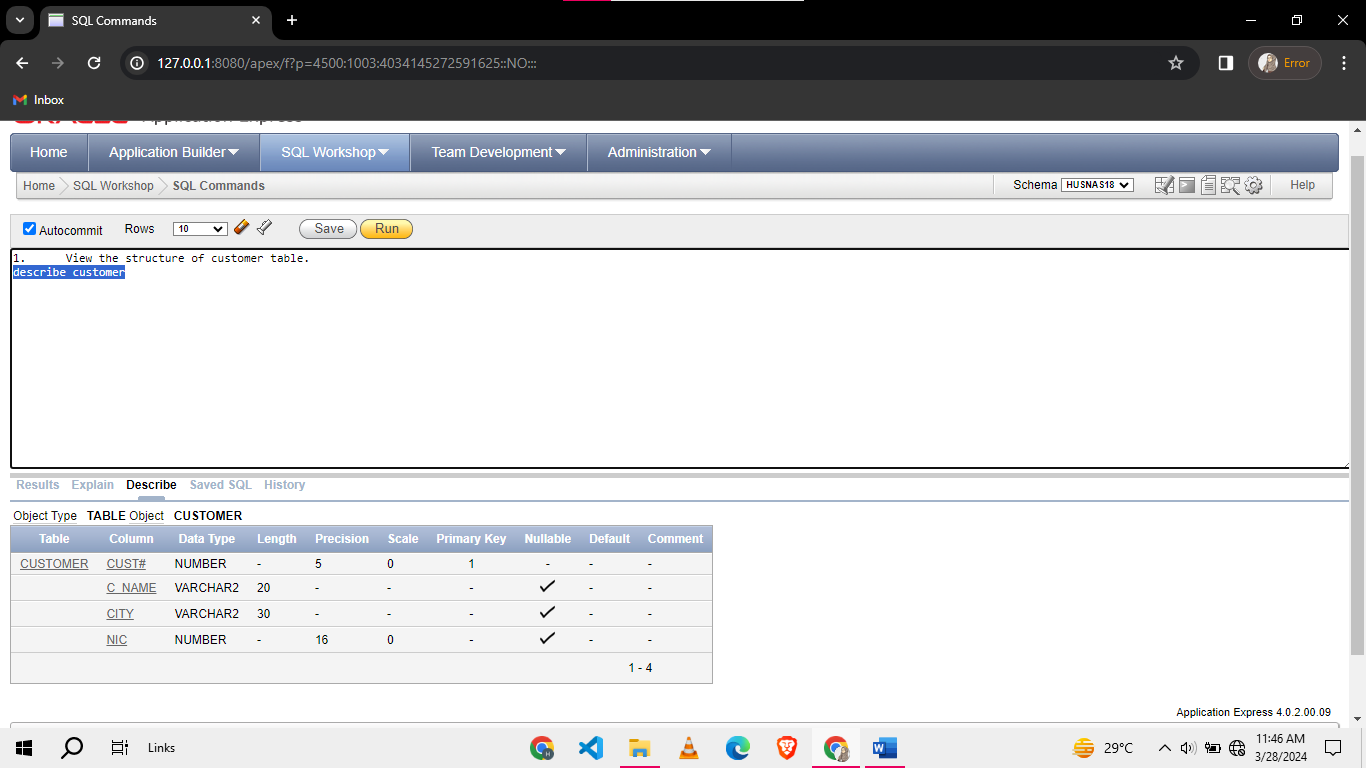 SQL Commands
127.0.0.1:8080/apex/f?p=4500:1003:4034145272591625::NO:::
Error
Inbox
Home Application Builder SQL Workshop Team Development Administration
Home SQL Workshop SQL Commands Schema HUSNAS18 Help
Autocommit Rows 10 Save Run
1. View the structure of customer table.
describe customer
Results Explain Describe Saved SQL History
Object Type TABLE Object CUSTOMER
Table Column Data Type Length Precision Scale Primary Key Nullable Default Comment
CUSTOMER CUST# NUMBER - 5 0 1 - - -
C_NAME VARCHAR2 20 - - - ✓ - -
CITY VARCHAR2 30 - - - ✓ - -
NIC NUMBER - 16 0 - ✓ - -
1 - 4
Application Express 4.0.2.00.09
Links 29°C 11:46 AM
3/28/2024